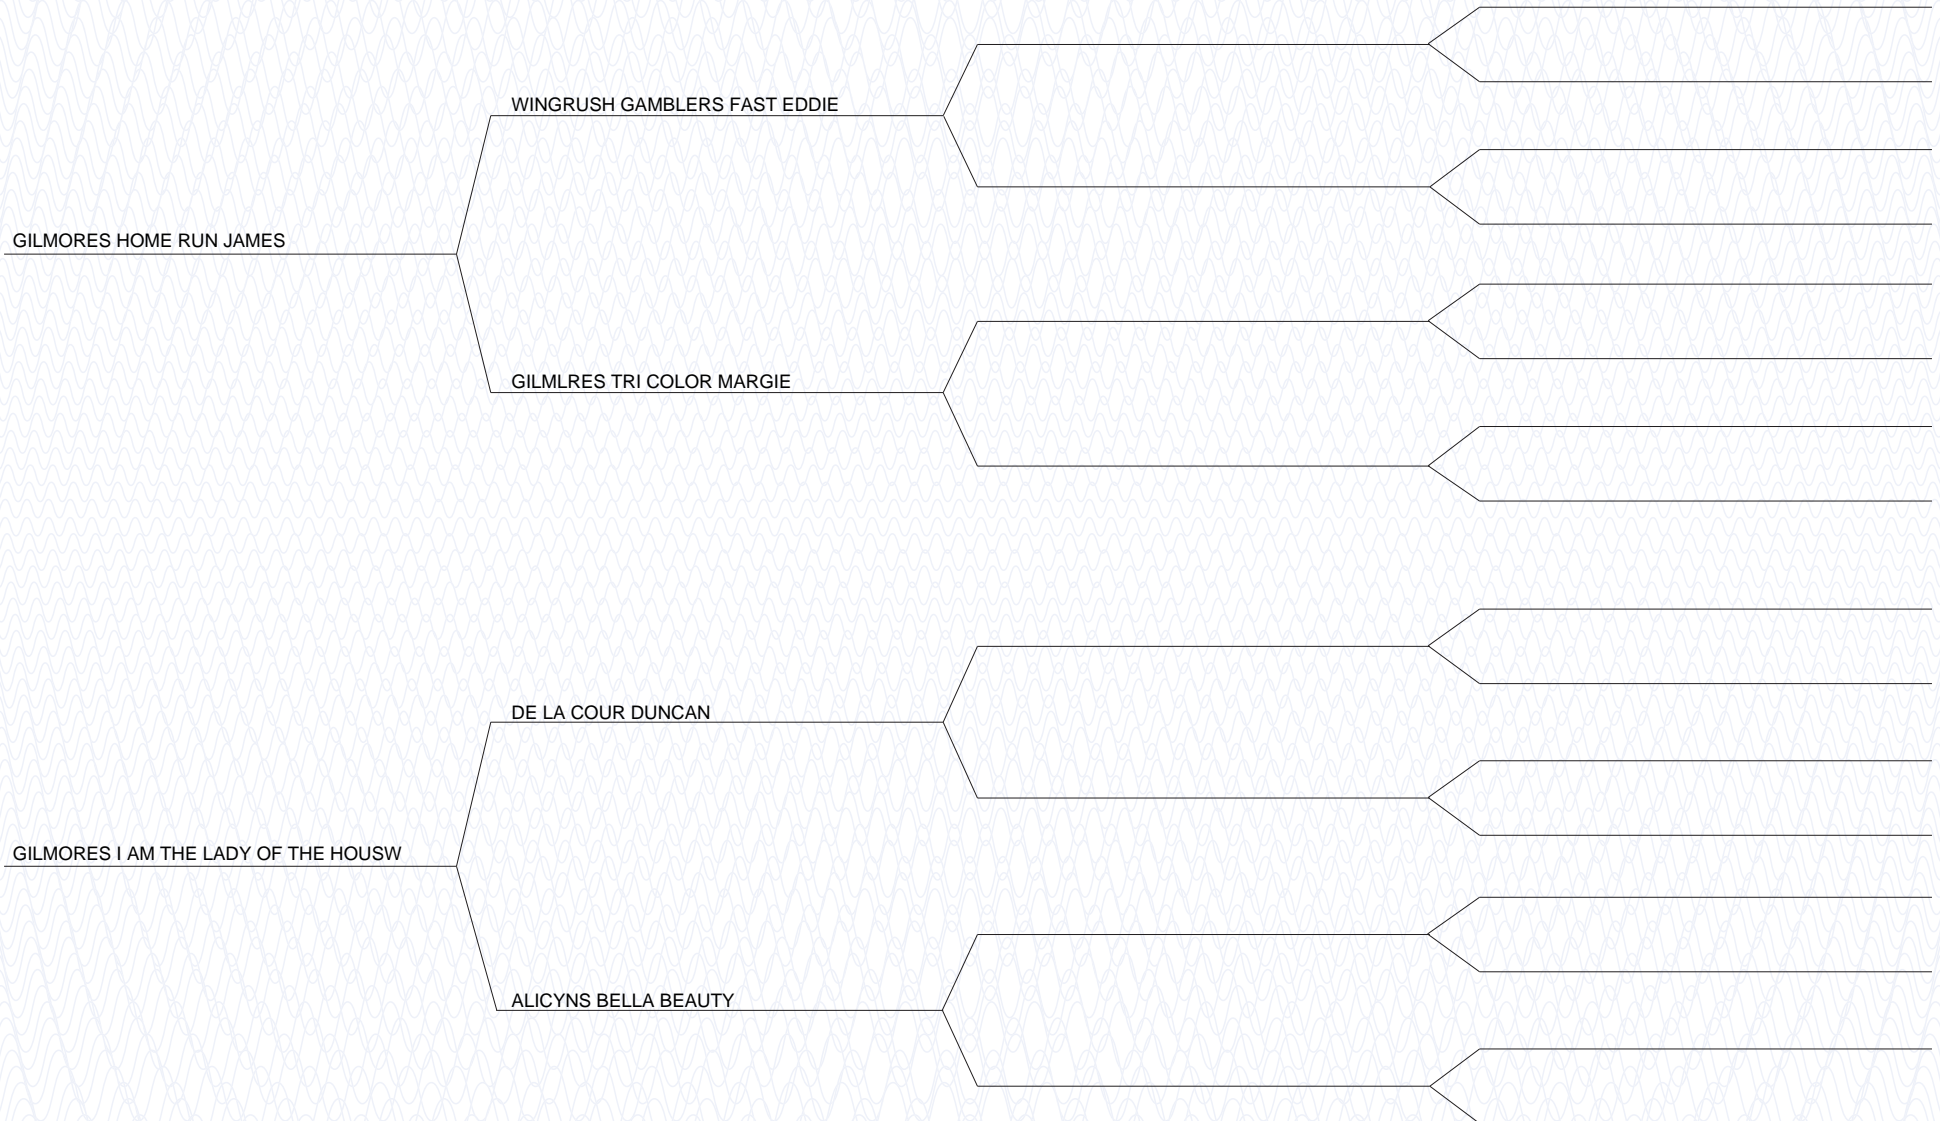 WINGRUSH GAMBLERS FAST EDDIE
GILMORES HOME RUN JAMES
GILMLRES TRI COLOR MARGIE
DE LA COUR DUNCAN
GILMORES I AM THE LADY OF THE HOUSW
ALICYNS BELLA BEAUTY